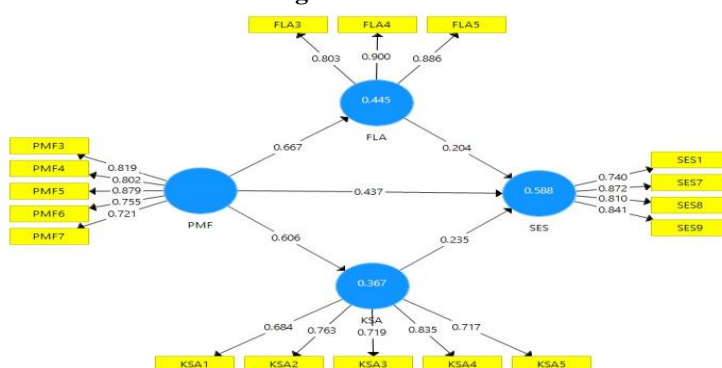 FLA3 FLA4 FLA5
0.803 0.900 0.886
0.445
FLA
0.667 0.204
PMF3
PMF4
PMF5
PMF6
PMF7
0.819
0.802
0.879
0.755
0.721
PMF
0.437
0.588
SES
0.740
0.872
0.810
0.841
SES1
SES7
SES8
SES9
0.606 0.235
0.367
KSA
0.684 0.763 0.719 0.835 0.717
KSA1 KSA2 KSA3 KSA4 KSA5